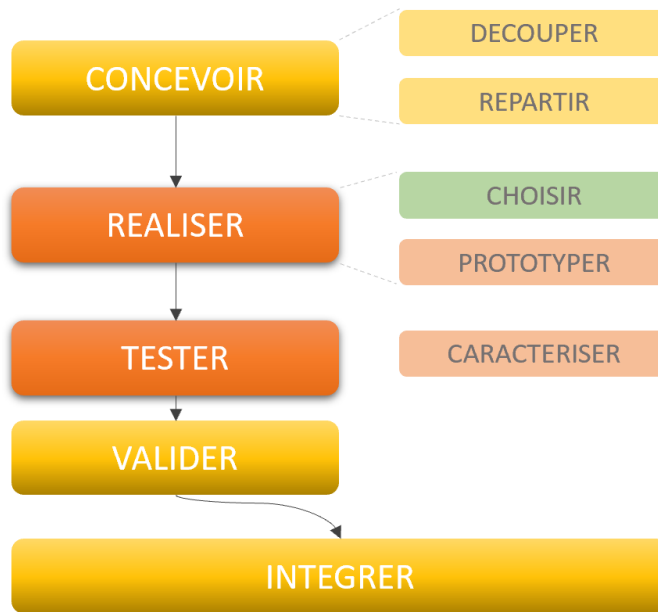 CONCEVOIR
DECOUPER
REPARTIR
REALISER
CHOISIR
PROTOTYPER
TESTER
CARACTERISER
VALIDER
INTEGRER